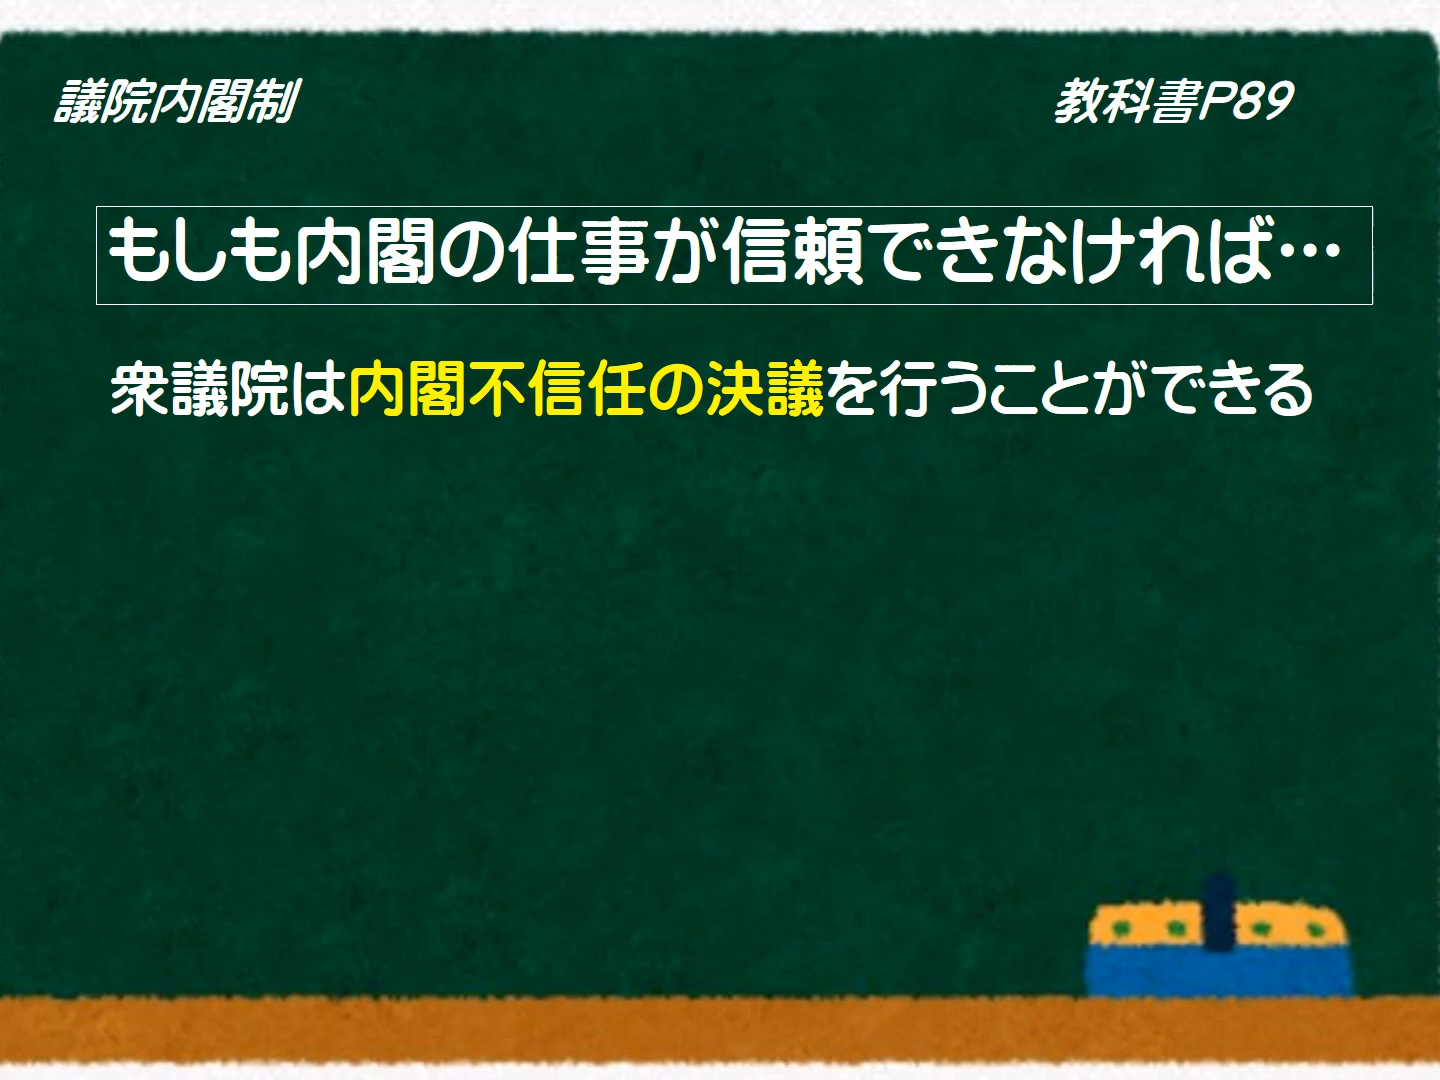 議院内閣制
教科書P89
もしも内閣の仕事が信頼できなければ…
衆議院は内閣不信任の決議を行うことができる